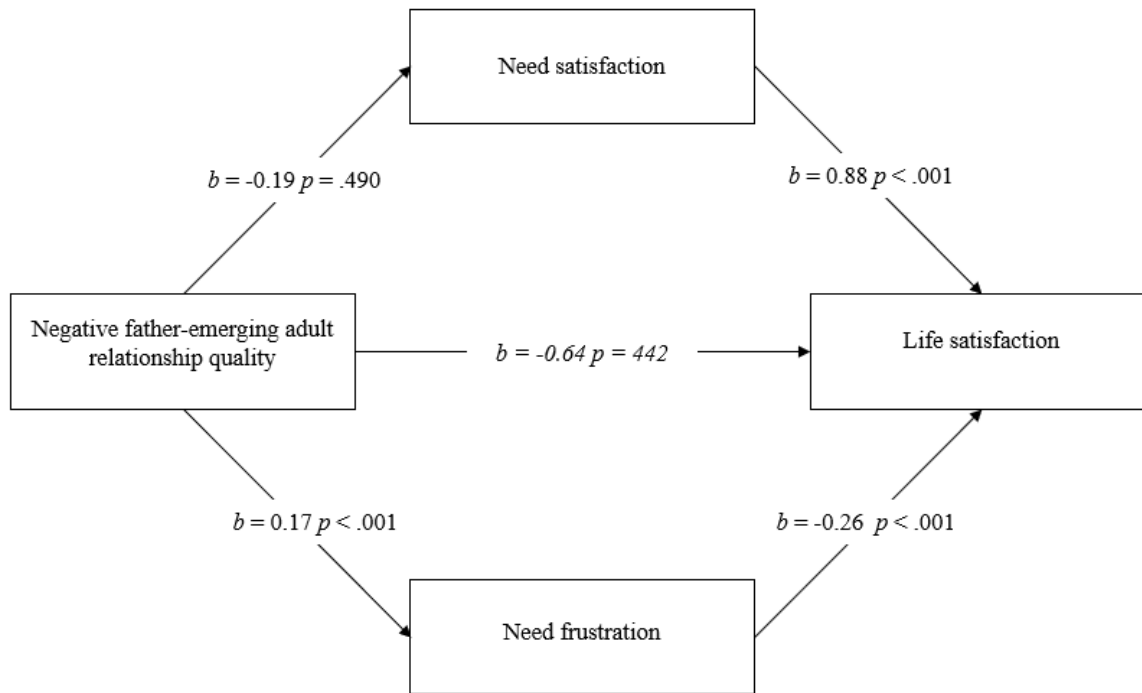 Need satisfaction
b = -0.19 p = .490
b = 0.88 p < .001
Negative father-emerging adult
relationship quality
b = -0.64 p = 442
Life satisfaction
b = 0.17 p < .001
b = -0.26 p < .001
Need frustration